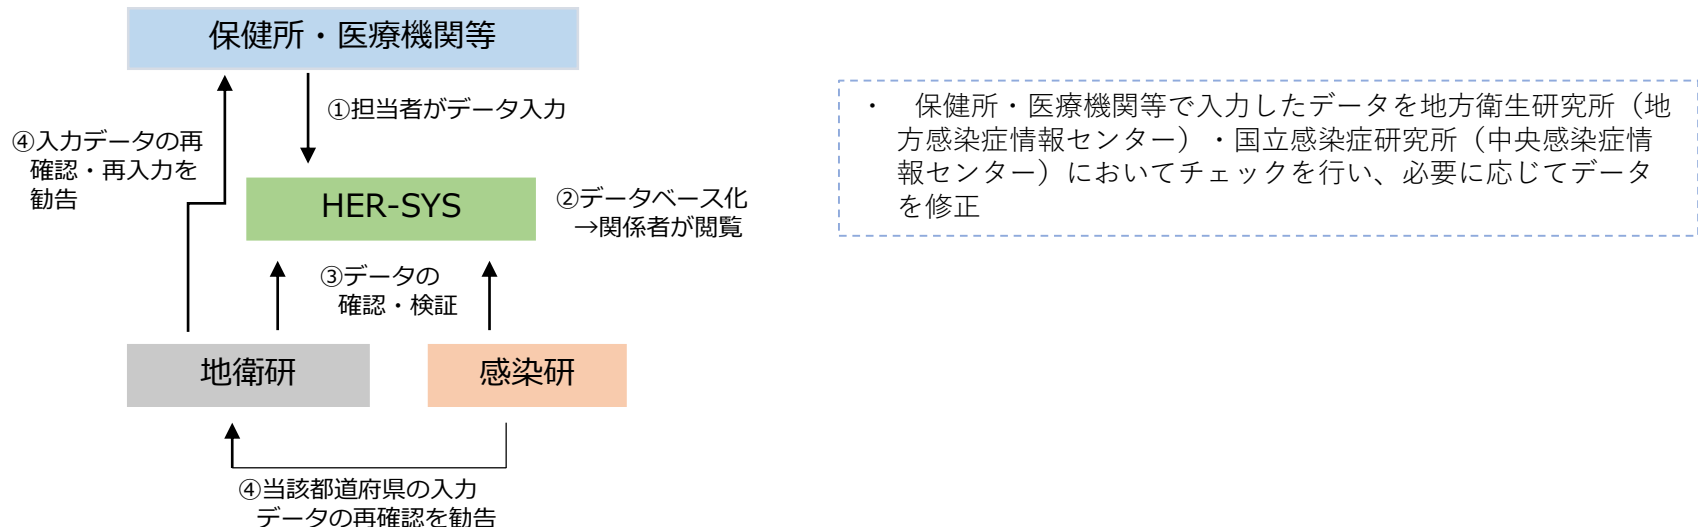 保健所・医療機関等
①担当者がデータ入力
④入力データの再
確認・再入力を
勧告
HER-SYS
②データベース化
→関係者が閲覧
③データの
確認・検証
地衛研
感染研
④当該都道府県の入力
データの再確認を勧告
・ 保健所・医療機関等で入力したデータを地方衛生研究所（地
方感染症情報センター）・国立感染症研究所（中央感染症情
報センター）においてチェックを行い、必要に応じてデータ
を修正